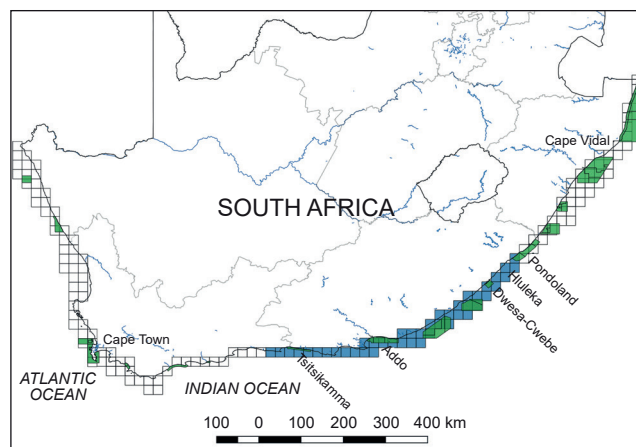 Cape Vidal
SOUTH AFRICA
Pondoland
Hluleka
Dwesa-Cwebe
Cape Town
Addo
Tsitsikamma
ATLANTIC
OCEAN
INDIAN OCEAN
100 0 100 200 300 400 km